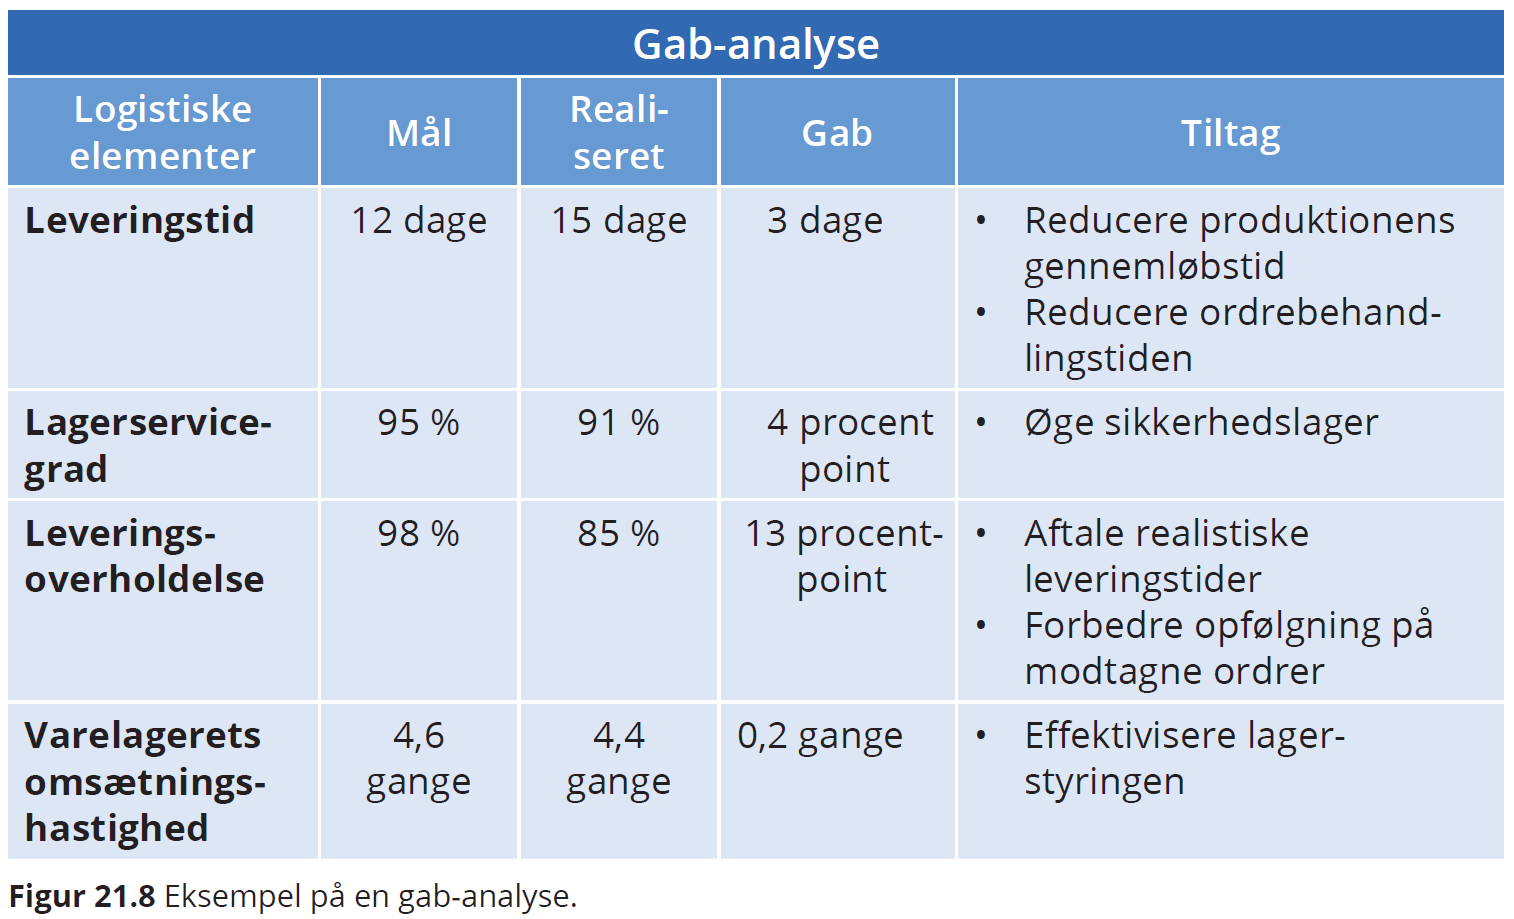 Gab-analyse
Logistiske
elementer
Mål
Reali-
seret
Gab
Tiltag
Leveringstid
12 dage
15 dage
3 dage
• Reducere produktionens
gennemløbstid
• Reducere ordrebehand-
lingstiden
Lagerservice-
grad
95 %
91 %
4 procent
point
• Øge sikkerhedslager
Leverings-
overholdelse
98 %
85 %
13 procent-
point
• Aftale realistiske
leveringstider
• Forbedre opfølgning på
modtagne ordrer
Varelagerets
omsætnings-
hastighed
4,6
gange
4,4
gange
0,2 gange
• Effektivisere lager-
styringen
Figur 21.8 Eksempel på en gab-analyse.